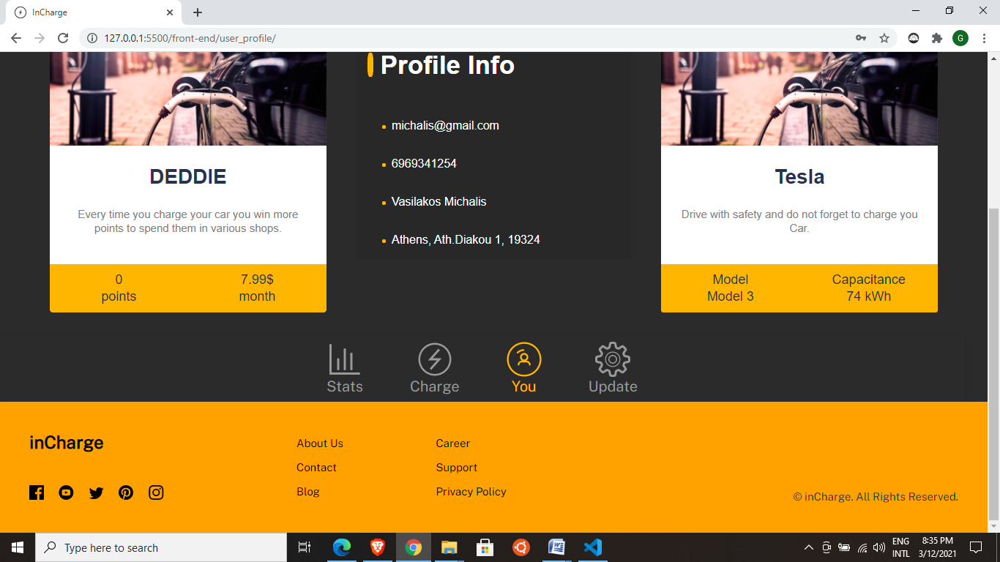 InCharge
127.0.0.1:5500/front-end/user_profile/
G
Profile Info
michalis@gmail.com
6969341254
Vasilakos Michalis
Athens, Ath.Diakou 1, 19324
DEDDIE
Every time you charge your car you win more
points to spend them in various shops.
0
points
7.99$
month
Tesla
Drive with safety and do not forget to charge you
Car.
Model
Model 3
Capacitance
74 kWh
Stats
Charge
You
Update
inCharge
About Us
Contact
Blog
Career
Support
Privacy Policy
© inCharge. All Rights Reserved.
Type here to search
ENG
INTL
8:35 PM
3/12/2021